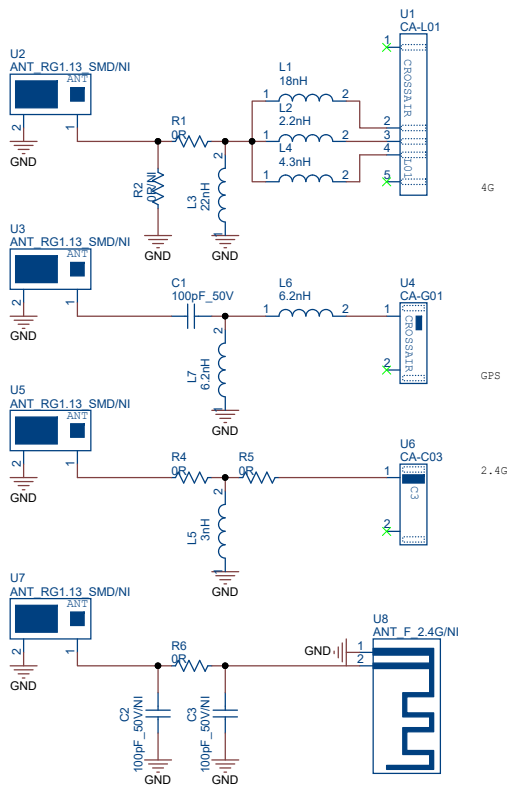 U1
CA-L01
CROSSAIR
L01
1
2
3
4
5
4G
U2
ANT_RG1.13_SMD/NI
ANT
2
1
GND
R1
0R
R2
0R/NI
GND
L3
22nH
2
1
GND
L1
18nH
1
2
L2
2.2nH
1
2
L4
4.3nH
1
2
U3
ANT_RG1.13_SMD/NI
ANT
2
1
GND
C1
100pF_50V
L7
6.2nH
2
1
GND
L6
6.2nH
1
2
U4
CA-G01
CROSSAIR
1
2
GPS
U5
ANT_RG1.13_SMD/NI
ANT
2
1
GND
R4
0R
R5
0R
L5
3nH
2
1
GND
U6
CA-C03
C3
1
2
2.4G
U7
ANT_RG1.13_SMD/NI
ANT
2
1
GND
R6
0R
C2
100pF_50V/NI
GND
C3
100pF_50V/NI
GND
U8
ANT_F_2.4G/NI
GND
1
2